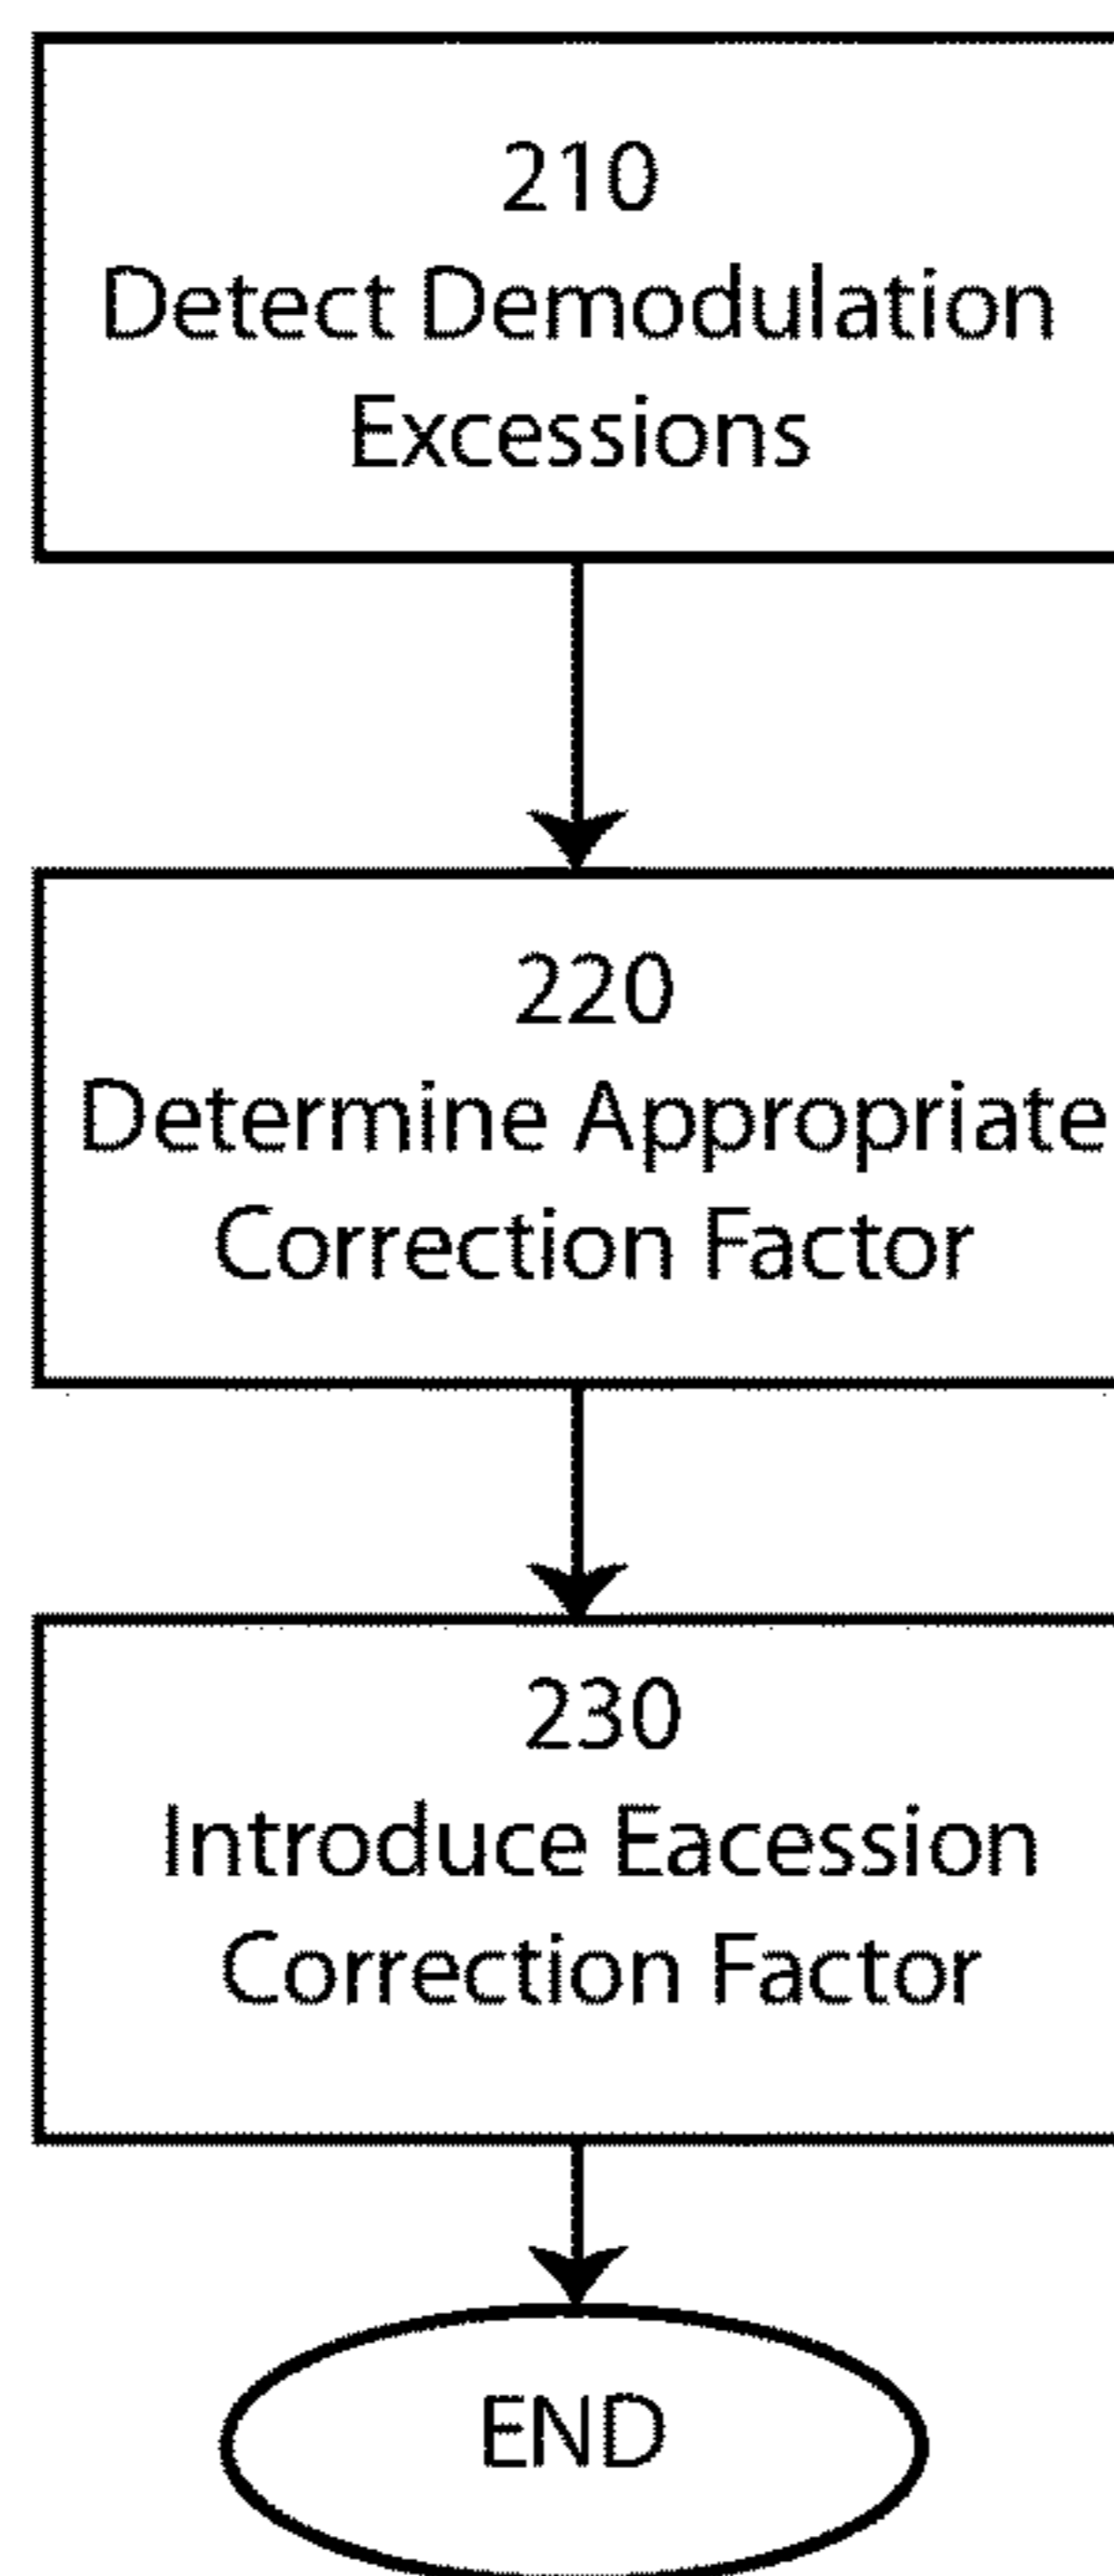 210
Detect Demodulation
Excessions
220
Determine Appropriate
Correction Factor
230
Introduce Eacession
Correction Factor
END